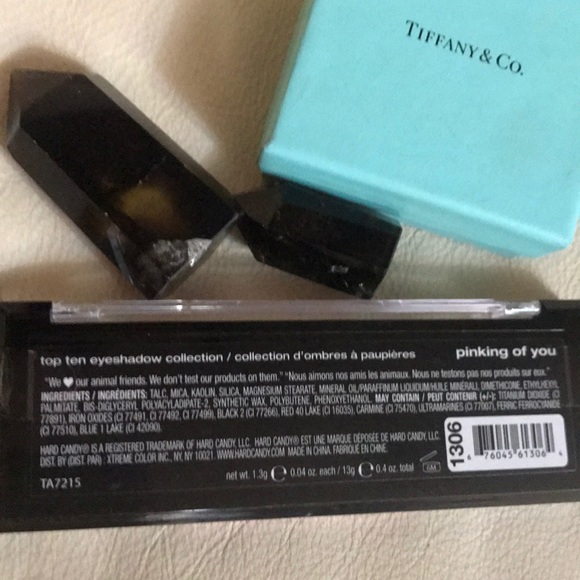 TIFFANY & CO.
top ten eyeshadow collection / collection d'ombres à paupières
pinking of you
"We ♥ our animal friends. We don't test our products on them." "Nous aimons nos amis les animaux. Nous ne testons pas nos produits sur eux."
INGREDIENTS / INGRÉDIENTS: TALC, MICA, KAOLIN, SILICA, MAGNESIUM STEARATE, MINERAL OIL/PARAFFINUM LIQUIDUM/HUILE MINÉRALE, DIMETHICONE, ETHYLHEXYL
PALMITATE, BIS-DIGLYCERYL POLYACYLADIPATE-2, SYNTHETIC WAX, POLYBUTENE, PHENOXYETHANOL. MAY CONTAIN / PEUT CONTENIR (+/-): TITANIUM DIOXIDE (CI
77891), IRON OXIDES (CI 77491, CI 77492, CI 77499), BLACK 2 (CI 77266), RED 40 LAKE (CI 16035), CARMINE (CI 75470), ULTRAMARINES (CI 77007), FERRIC FERROCYANIDE
(CI 77510), BLUE 1 LAKE (CI 42090).
HARD CANDY® IS A REGISTERED TRADEMARK OF HARD CANDY, LLC. HARD CANDY® EST UNE MARQUE DÉPOSÉE DE HARD CANDY, LLC.
DIST. BY (DIST. PAR) : XTREME COLOR INC., NY, NY 10021. WWW.HARDCANDY.COM MADE IN CHINA. FABRIQUÉ EN CHINE.
net wt. 1.3g ℮ 0.04 oz. each / 13g ℮ 0.4 oz. total
TA7215
1306
6 76045 61306 4